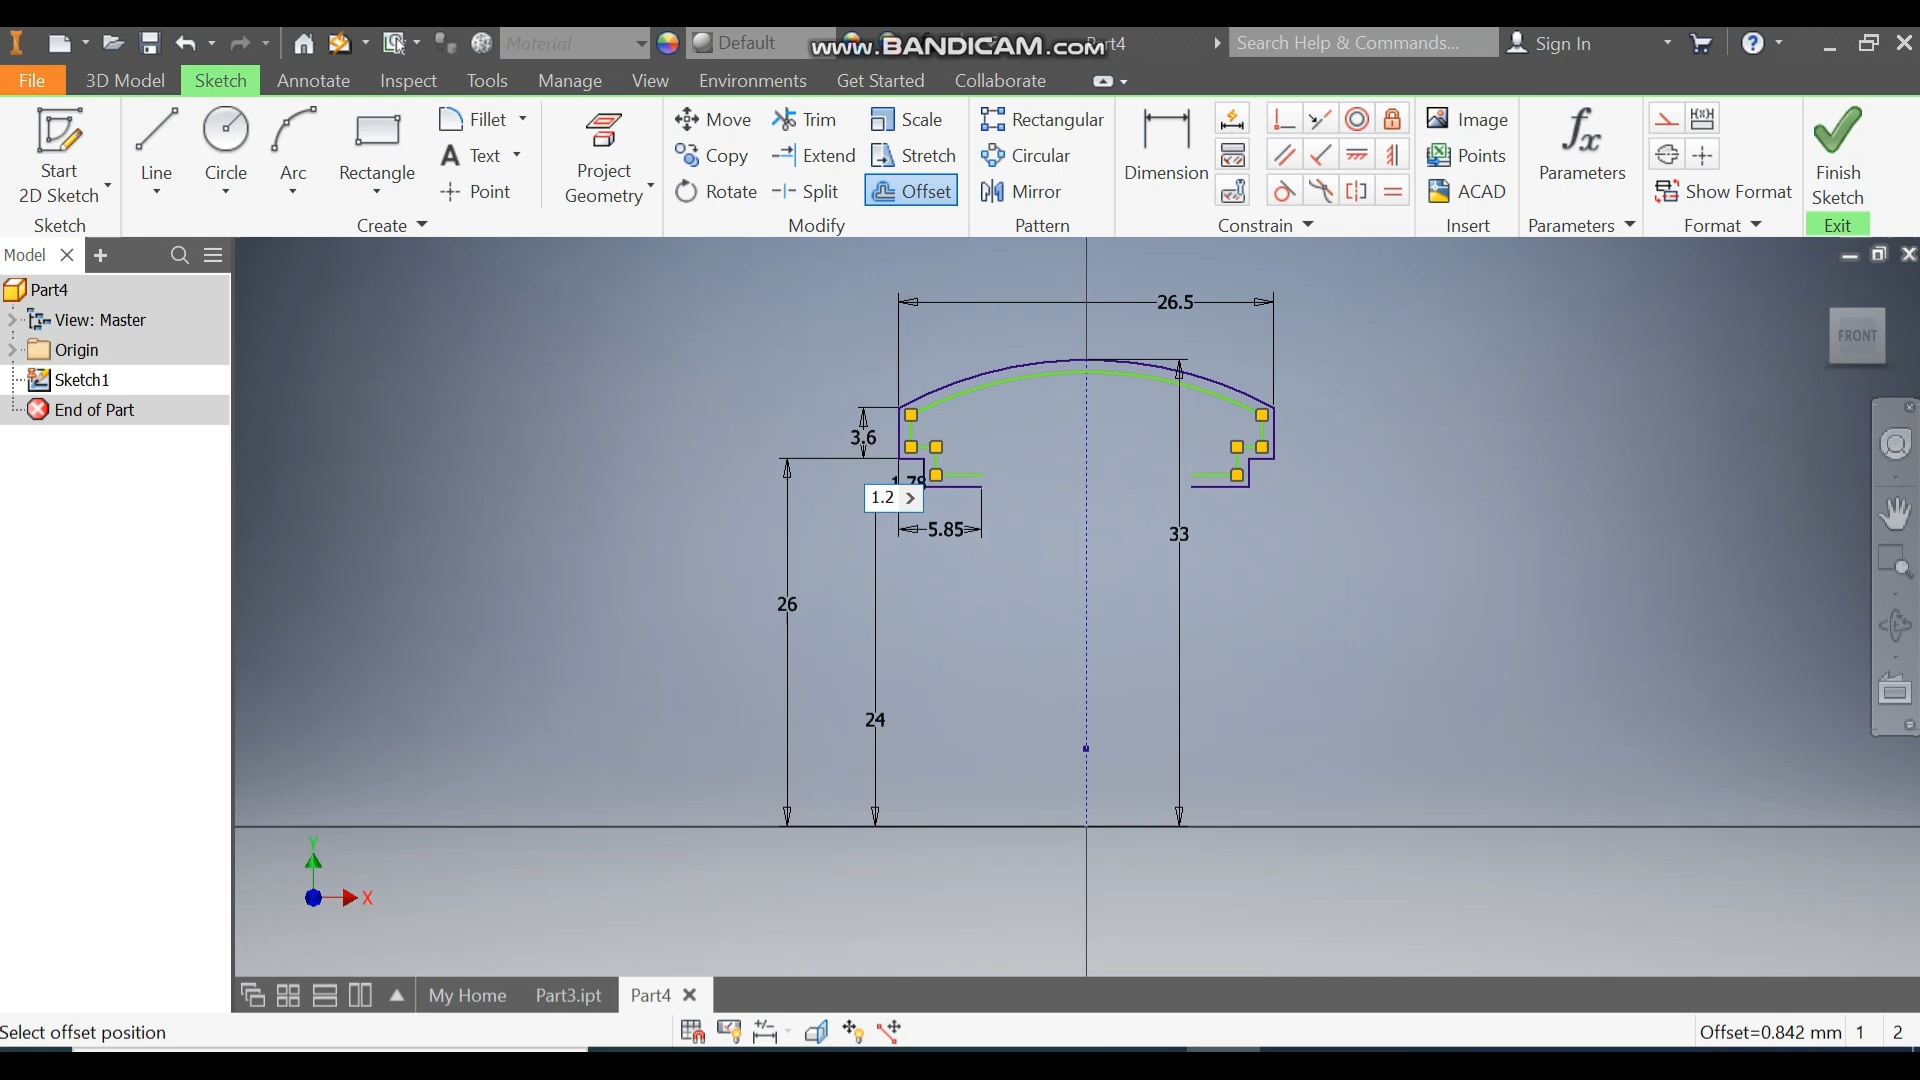 Material
Default
www.BANDICAM.com
Part4
Search Help & Commands...
Sign In
File
3D Model
Sketch
Annotate
Inspect
Tools
Manage
View
Environments
Get Started
Collaborate
Start
2D Sketch
Line
Circle
Arc
Rectangle
Fillet
Text
Point
Project
Geometry
Move
Copy
Rotate
Trim
Extend
Split
Scale
Stretch
Offset
Rectangular
Circular
Mirror
Dimension
Image
Points
ACAD
Parameters
Show Format
Finish
Sketch
Sketch
Create
Modify
Pattern
Constrain
Insert
Parameters
Format
Exit
Model
Part4
View: Master
Origin
Sketch1
End of Part
FRONT
26.5
3.6
1.78
1.2
5.85
33
26
24
Y
X
My Home
Part3.ipt
Part4
Select offset position
Offset=0.842 mm
1
2